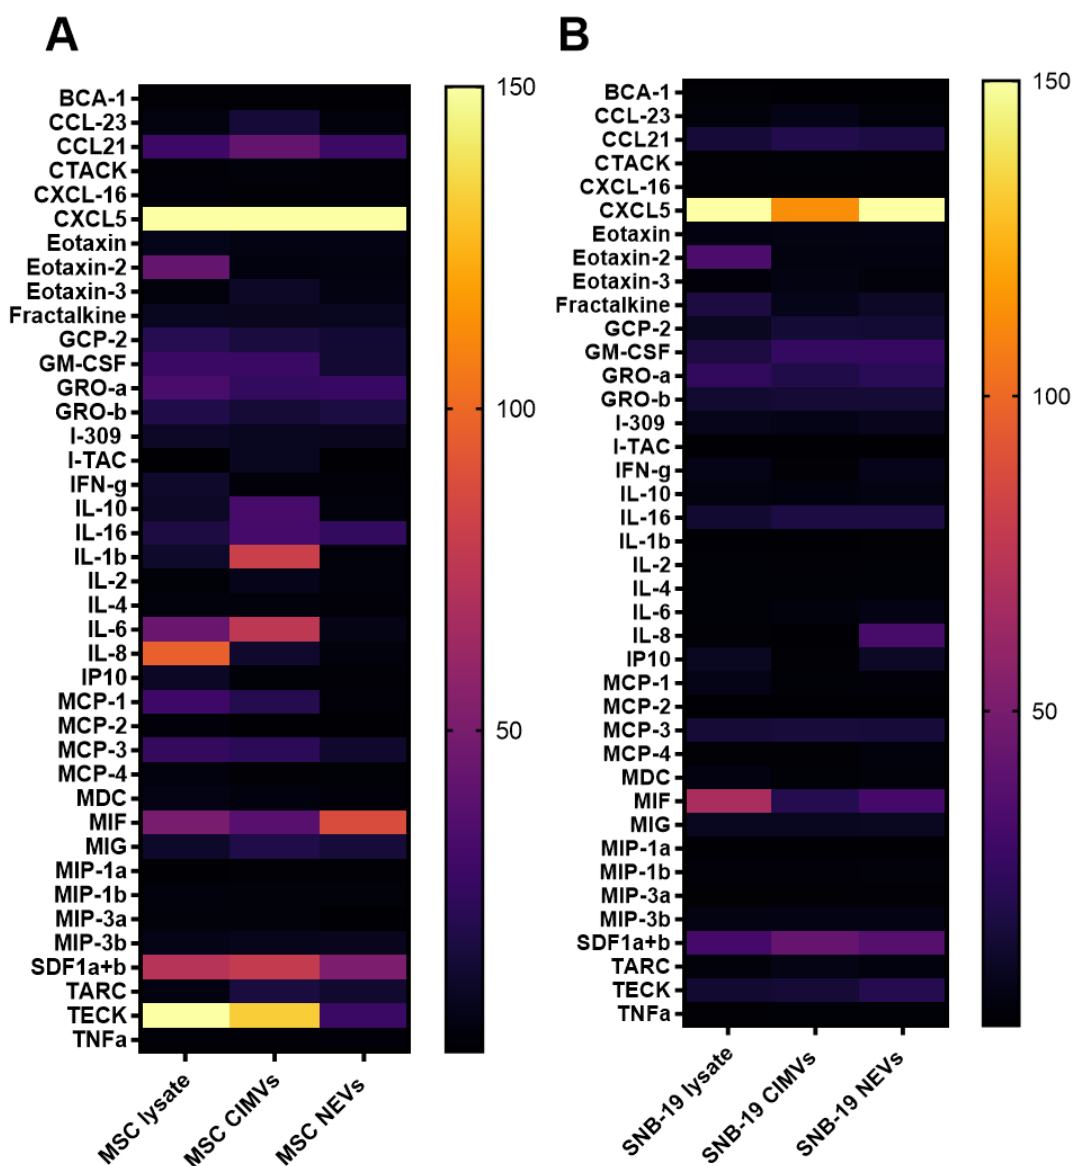 A
BCA-1
CCL-23
CCL21
CTACK
CXCL-16
CXCL5
Eotaxin
Eotaxin-2
Eotaxin-3
Fractalkine
GCP-2
GM-CSF
GRO-a
GRO-b
I-309
I-TAC
IFN-g
IL-10
IL-16
IL-1b
IL-2
IL-4
IL-6
IL-8
IP10
MCP-1
MCP-2
MCP-3
MCP-4
MDC
MIF
MIG
MIP-1a
MIP-1b
MIP-3a
MIP-3b
SDF1a+b
TARC
TECK
TNFa
MSC lysate
MSC CIMVs
MSC NEVs
150
100
50
B
BCA-1
CCL-23
CCL21
CTACK
CXCL-16
CXCL5
Eotaxin
Eotaxin-2
Eotaxin-3
Fractalkine
GCP-2
GM-CSF
GRO-a
GRO-b
I-309
I-TAC
IFN-g
IL-10
IL-16
IL-1b
IL-2
IL-4
IL-6
IL-8
IP10
MCP-1
MCP-2
MCP-3
MCP-4
MDC
MIF
MIG
MIP-1a
MIP-1b
MIP-3a
MIP-3b
SDF1a+b
TARC
TECK
TNFa
SNB-19 lysate
SNB-19 CIMVs
SNB-19 NEVs
150
100
50